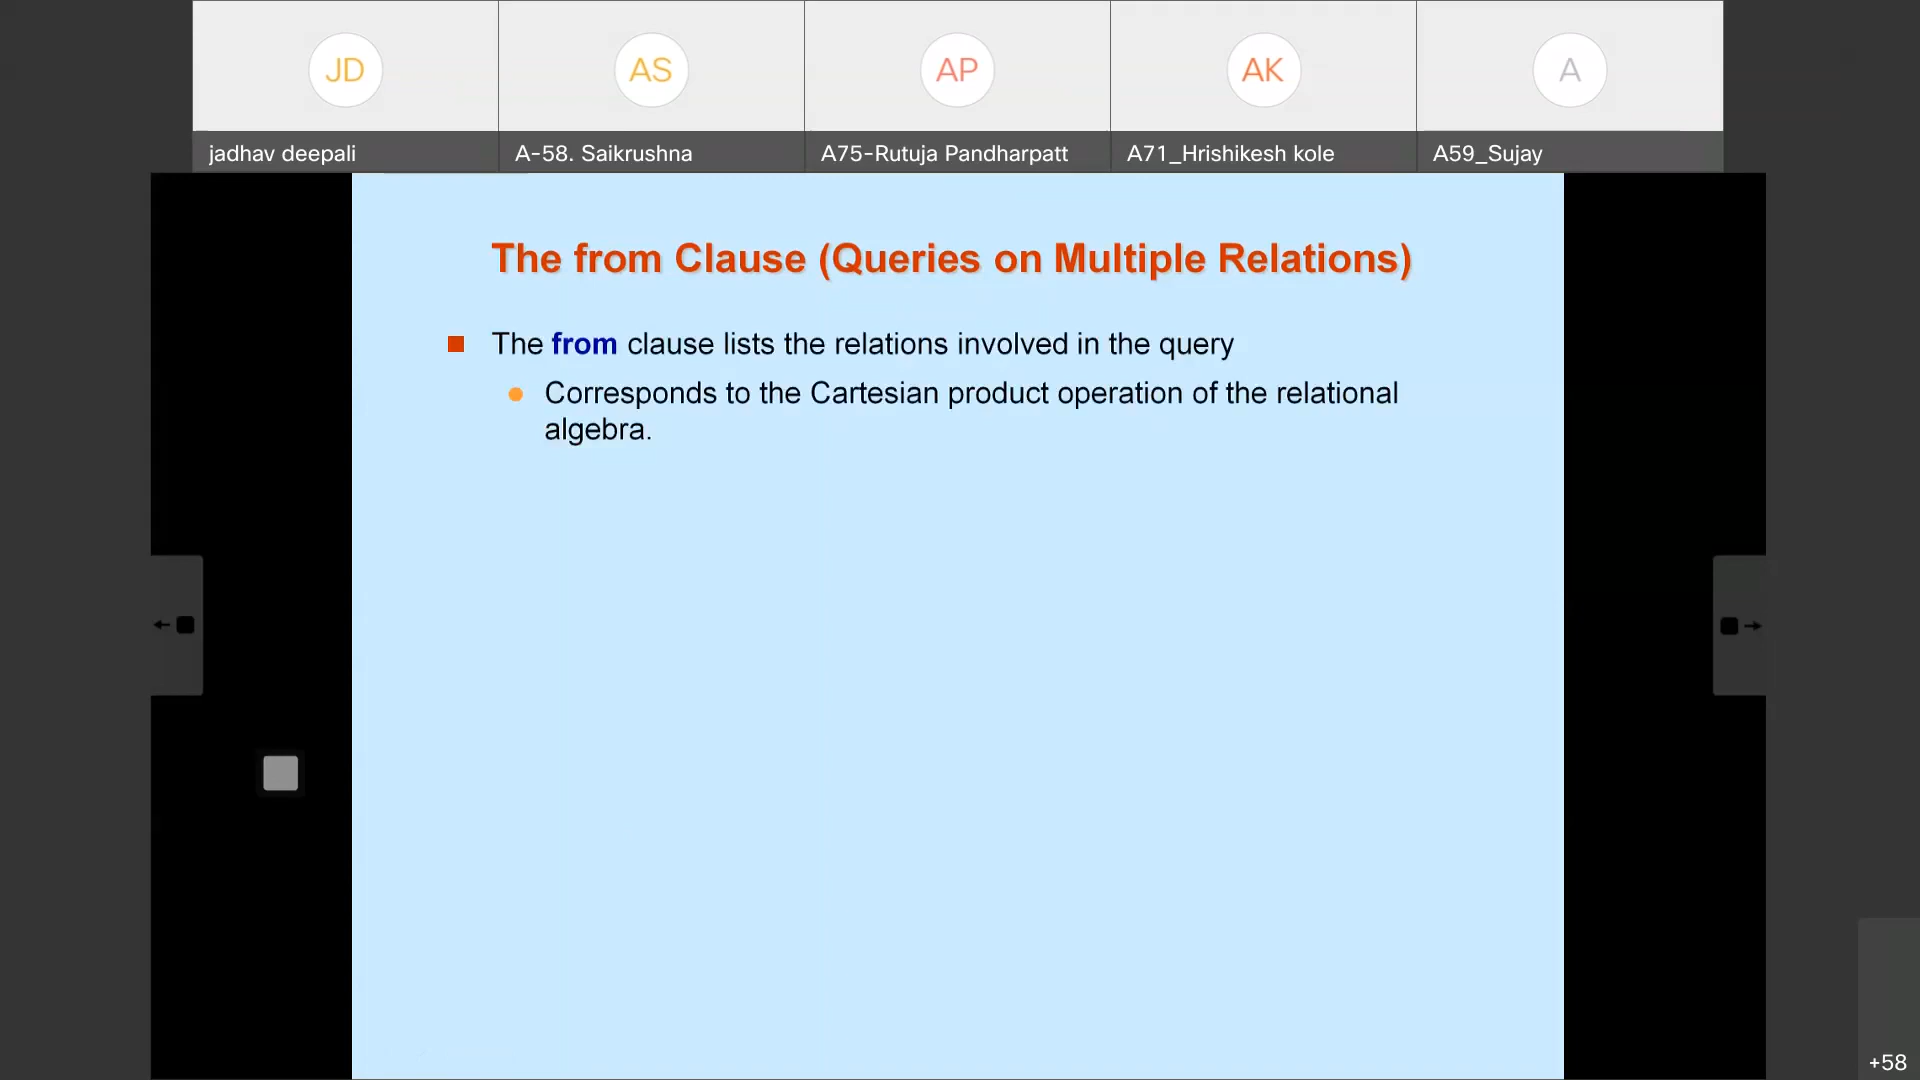 JD
AS
AP
AK
A
jadhav deepali
A-58. Saikrushna
A75-Rutuja Pandharpatt
A71_Hrishikesh kole
A59_Sujay
The from Clause (Queries on Multiple Relations)
The from clause lists the relations involved in the query
Corresponds to the Cartesian product operation of the relational
algebra.
+58